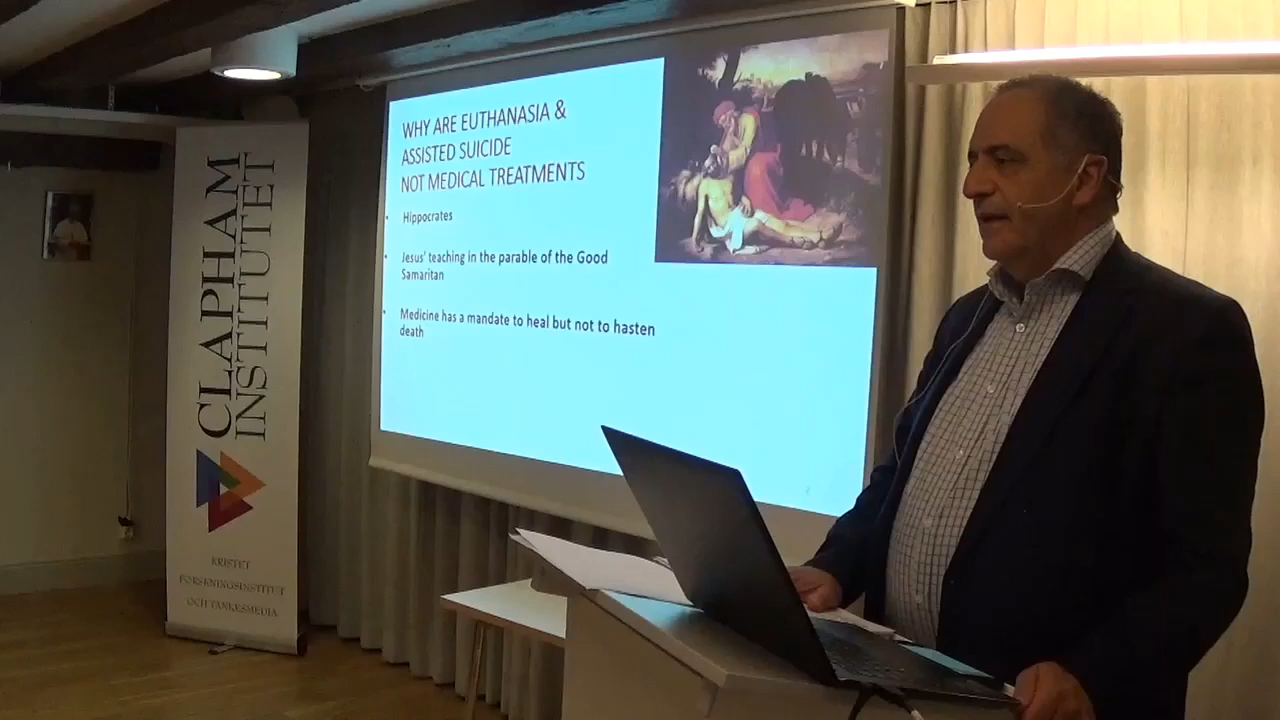 CLAPHAM
INSTITUTET
KRISTET
FORSKNINGSINSTITUT
OCH TANKESMEDJA
WHY ARE EUTHANASIA &
ASSISTED SUICIDE
NOT MEDICAL TREATMENTS
• Hippocrates
• Jesus' teaching in the parable of the Good
Samaritan
• Medicine has a mandate to heal but not to hasten
death